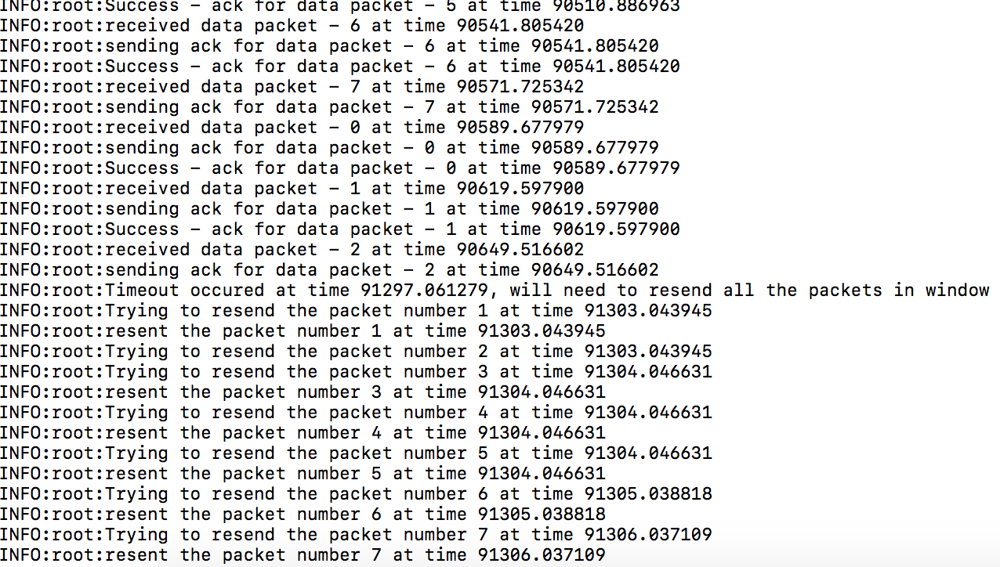 INFO:root:Success – ack for data packet – 5 at time 90510.886963
INFO:root:received data packet – 6 at time 90541.805420
INFO:root:sending ack for data packet – 6 at time 90541.805420
INFO:root:Success – ack for data packet – 6 at time 90541.805420
INFO:root:received data packet – 7 at time 90571.725342
INFO:root:sending ack for data packet – 7 at time 90571.725342
INFO:root:received data packet – 0 at time 90589.677979
INFO:root:sending ack for data packet – 0 at time 90589.677979
INFO:root:Success – ack for data packet – 0 at time 90589.677979
INFO:root:received data packet – 1 at time 90619.597900
INFO:root:sending ack for data packet – 1 at time 90619.597900
INFO:root:Success – ack for data packet – 1 at time 90619.597900
INFO:root:received data packet – 2 at time 90649.516602
INFO:root:sending ack for data packet – 2 at time 90649.516602
INFO:root:Timeout occured at time 91297.061279, will need to resend all the packets in window
INFO:root:Trying to resend the packet number 1 at time 91303.043945
INFO:root:resent the packet number 1 at time 91303.043945
INFO:root:Trying to resend the packet number 2 at time 91303.043945
INFO:root:Trying to resend the packet number 3 at time 91304.046631
INFO:root:resent the packet number 3 at time 91304.046631
INFO:root:Trying to resend the packet number 4 at time 91304.046631
INFO:root:resent the packet number 4 at time 91304.046631
INFO:root:Trying to resend the packet number 5 at time 91304.046631
INFO:root:resent the packet number 5 at time 91304.046631
INFO:root:Trying to resend the packet number 6 at time 91305.038818
INFO:root:resent the packet number 6 at time 91305.038818
INFO:root:Trying to resend the packet number 7 at time 91306.037109
INFO:root:resent the packet number 7 at time 91306.037109